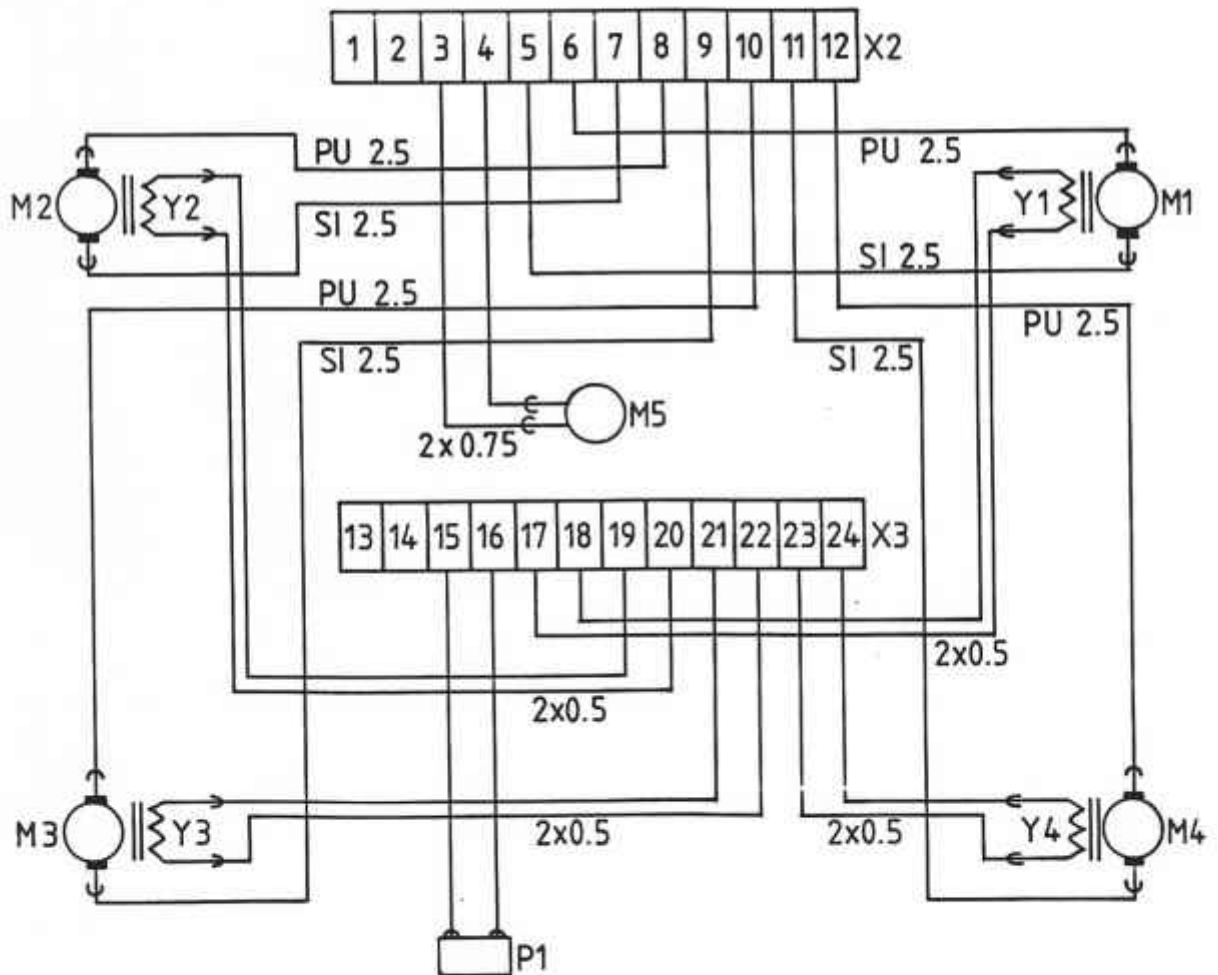 1 2 3 4 5 6 7 8 9 10 11 12 X2
PU 2.5 PU 2.5
M2 Y2 Y1 M1
SI 2.5 SI 2.5
PU 2.5 PU 2.5
SI 2.5 SI 2.5
M5
2x0.75
13 14 15 16 17 18 19 20 21 22 23 24 X3
2x0.5
2x0.5
M3 Y3 2x0.5 2x0.5 Y4 M4
P1